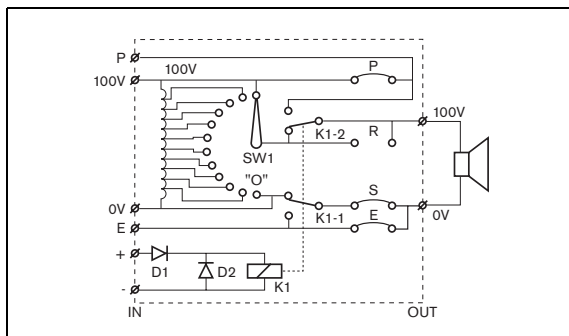 P
100V
100V
P
100V
K1-2
R
SW1
"O"
S
0V
K1-1
0V
E
E
+
D1
D2
K1
-
IN
OUT